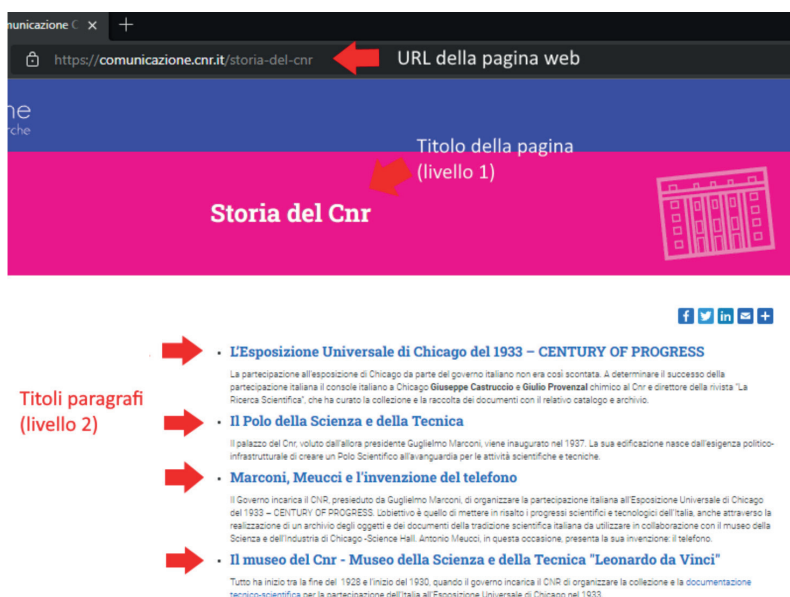 municazione C
https://comunicazione.cnr.it/storia-del-cnr
URL della pagina web
ne
rche
Titolo della pagina
(livello 1)
Storia del Cnr
L'Esposizione Universale di Chicago del 1933 – CENTURY OF PROGRESS
La partecipazione all'esposizione di Chicago da parte del governo italiano non era così scontata. A determinare il successo della
partecipazione italiana il console italiano a Chicago Giuseppe Castruccio e Giulio Provenzal chimico al Cnr e direttore della rivista "La
Ricerca Scientifica", che ha curato la collezione e la raccolta dei documenti con il relativo catalogo e archivio.
Titoli paragrafi
(livello 2)
Il Polo della Scienza e della Tecnica
Il palazzo del Cnr, voluto dall'allora presidente Guglielmo Marconi, viene inaugurato nel 1937. La sua edificazione nasce dall'esigenza politico-
infrastrutturale di creare un Polo Scientifico all'avanguardia per le attività scientifiche e tecniche.
Marconi, Meucci e l'invenzione del telefono
Il Governo incarica il CNR, presieduto da Guglielmo Marconi, di organizzare la partecipazione italiana all'Esposizione Universale di Chicago
del 1933 – CENTURY OF PROGRESS. L'obiettivo è quello di mettere in risalto i progressi scientifici e tecnologici dell'Italia, anche attraverso la
realizzazione di un archivio degli oggetti e dei documenti della tradizione scientifica italiana da utilizzare in collaborazione con il museo della
Scienza e dell'Industria di Chicago -Science Hall. Antonio Meucci, in questa occasione, presenta la sua invenzione: il telefono.
Il museo del Cnr - Museo della Scienza e della Tecnica "Leonardo da Vinci"
Tutto ha inizio tra la fine del 1928 e l'inizio del 1930, quando il governo incarica il CNR di organizzare la collezione e la documentazione
tecnico-scientifica per la partecipazione dell'Italia all'Esposizione Universale di Chicago nel 1933.